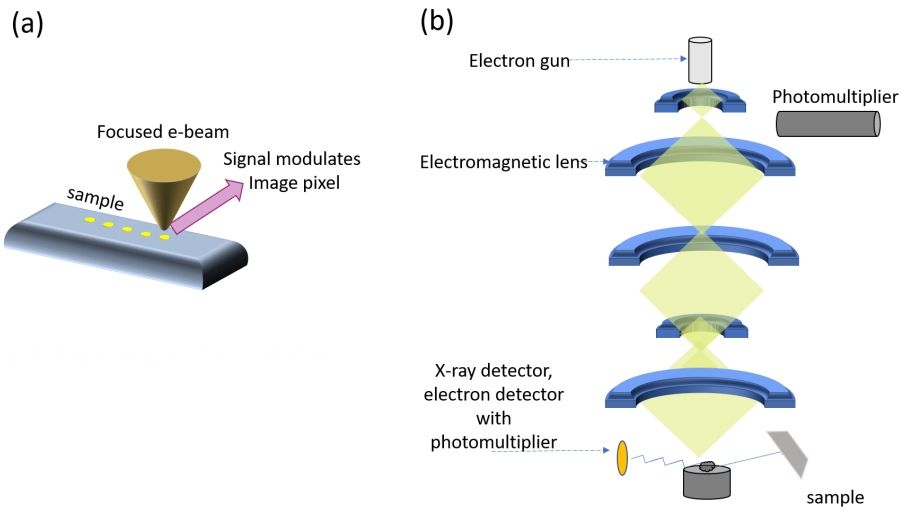 (a)
Focused e-beam
Signal modulates
Image pixel
sample
(b)
Electron gun
Photomultiplier
Electromagnetic lens
X-ray detector,
electron detector
with
photomultiplier
sample